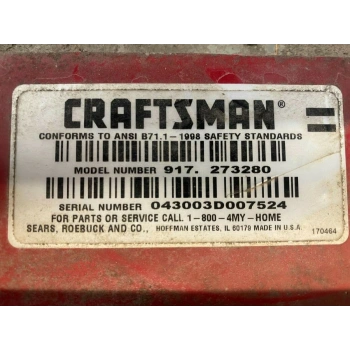 CRAFTSMAN®
CONFORMS TO ANSI B71.1-1998 SAFETY STANDARDS
MODEL NUMBER 917. 273280
SERIAL NUMBER 043003D007524
FOR PARTS OR SERVICE CALL 1-800-4MY-HOME
SEARS, ROEBUCK AND CO., HOFFMAN ESTATES, IL 60179 MADE IN U.S.A.
170464